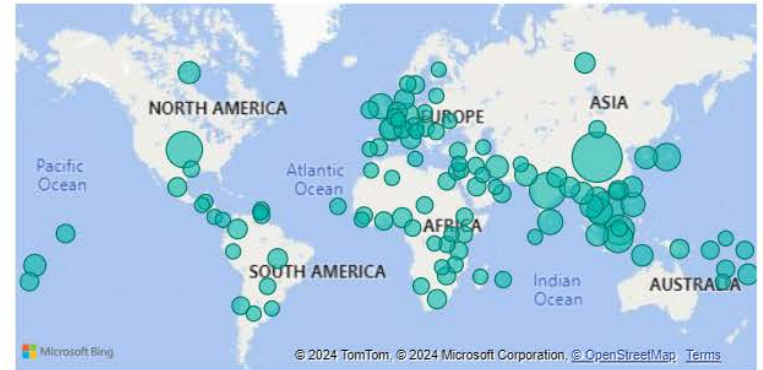 NORTH AMERICA
EUROPE
ASIA
Pacific
Ocean
Atlantic
Ocean
AFRICA
SOUTH AMERICA
Indian
Ocean
AUSTRALIA
Microsoft Bing
© 2024 TomTom, © 2024 Microsoft Corporation, © OpenStreetMap Terms